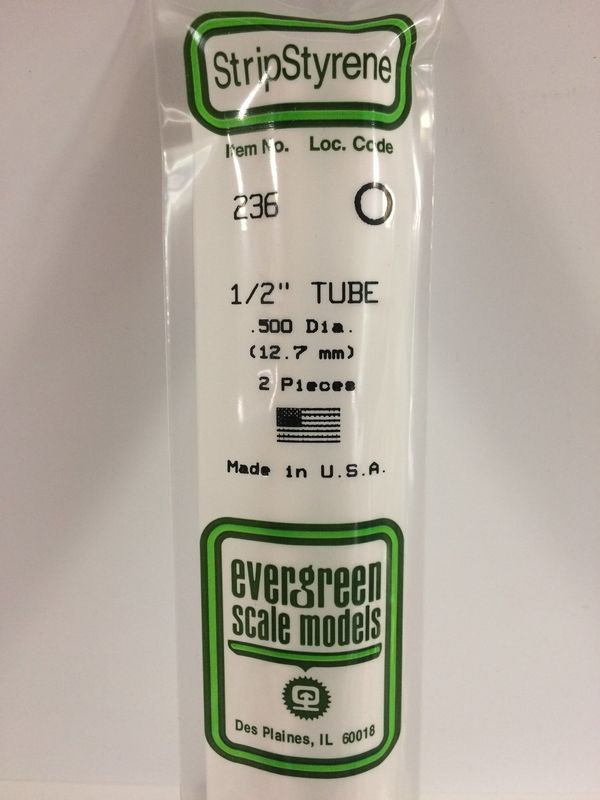 StripStyrene
Item No. Loc. Code
236
1/2" TUBE
.500 Dia.
(12.7 mm)
2 Pieces
Made in U.S.A.
evergreen
scale models
Des Plaines, IL 60018